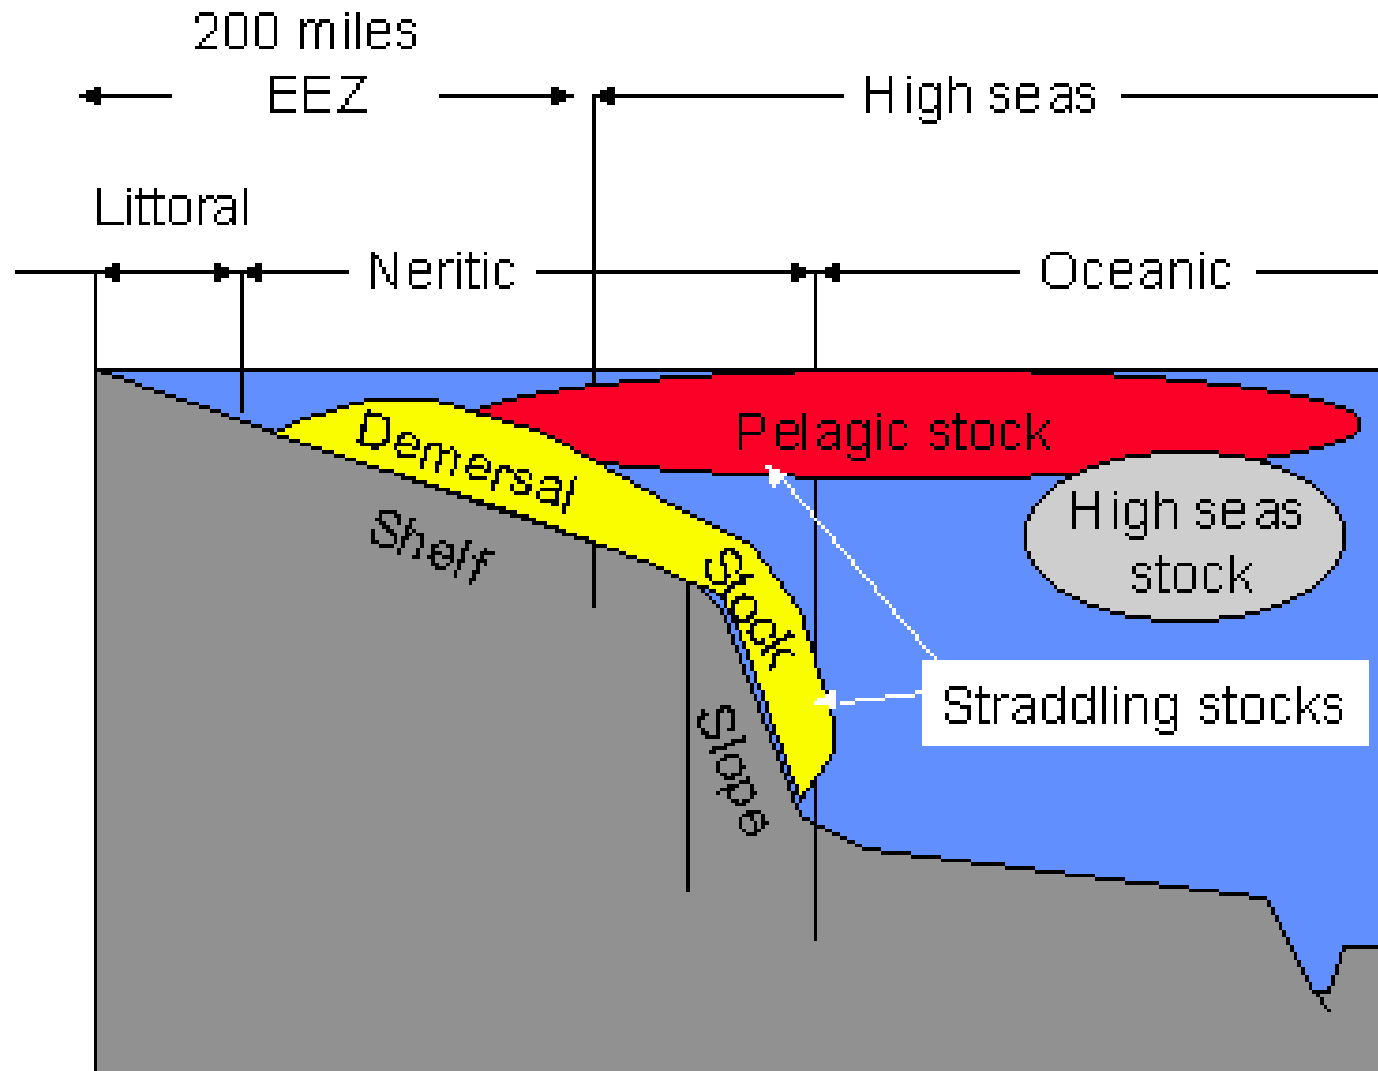 200 miles
EEZ
High seas
Littoral
Neritic
Oceanic
Pelagic stock
Demersal
Stock
High seas
stock
Shelf
Slope
Straddling stocks